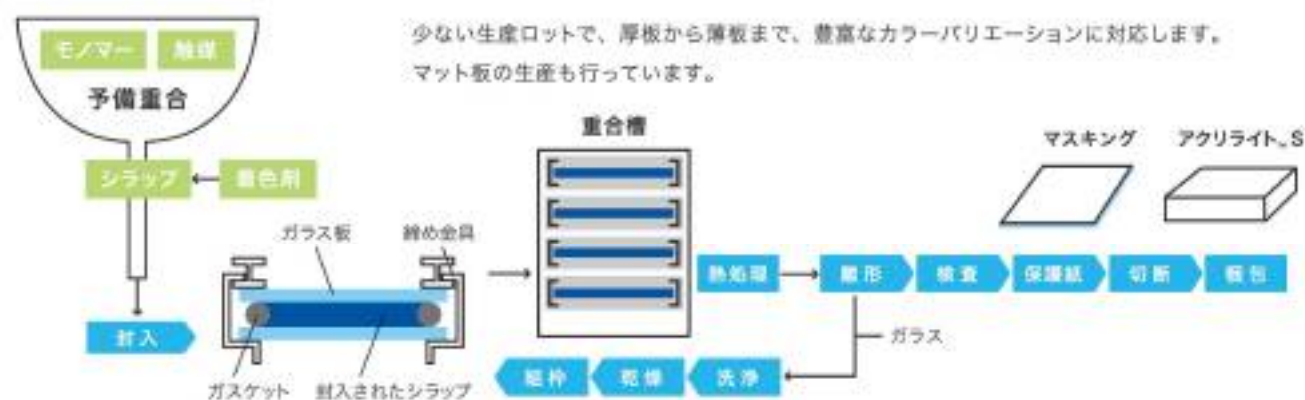 少ない生産ロットで、厚板から薄板まで、豊富なカラーバリエーションに対応します。
マット板の生産も行っています。
モノマー
触媒
予備重合
シラップ
着色剤
封入
ガラス板
締め金具
ガスケット
封入されたシラップ
重合槽
熱処理
離形
検査
保護紙
切断
梱包
マスキング
アクリライト™S
ガラス
洗浄
乾燥
組枠